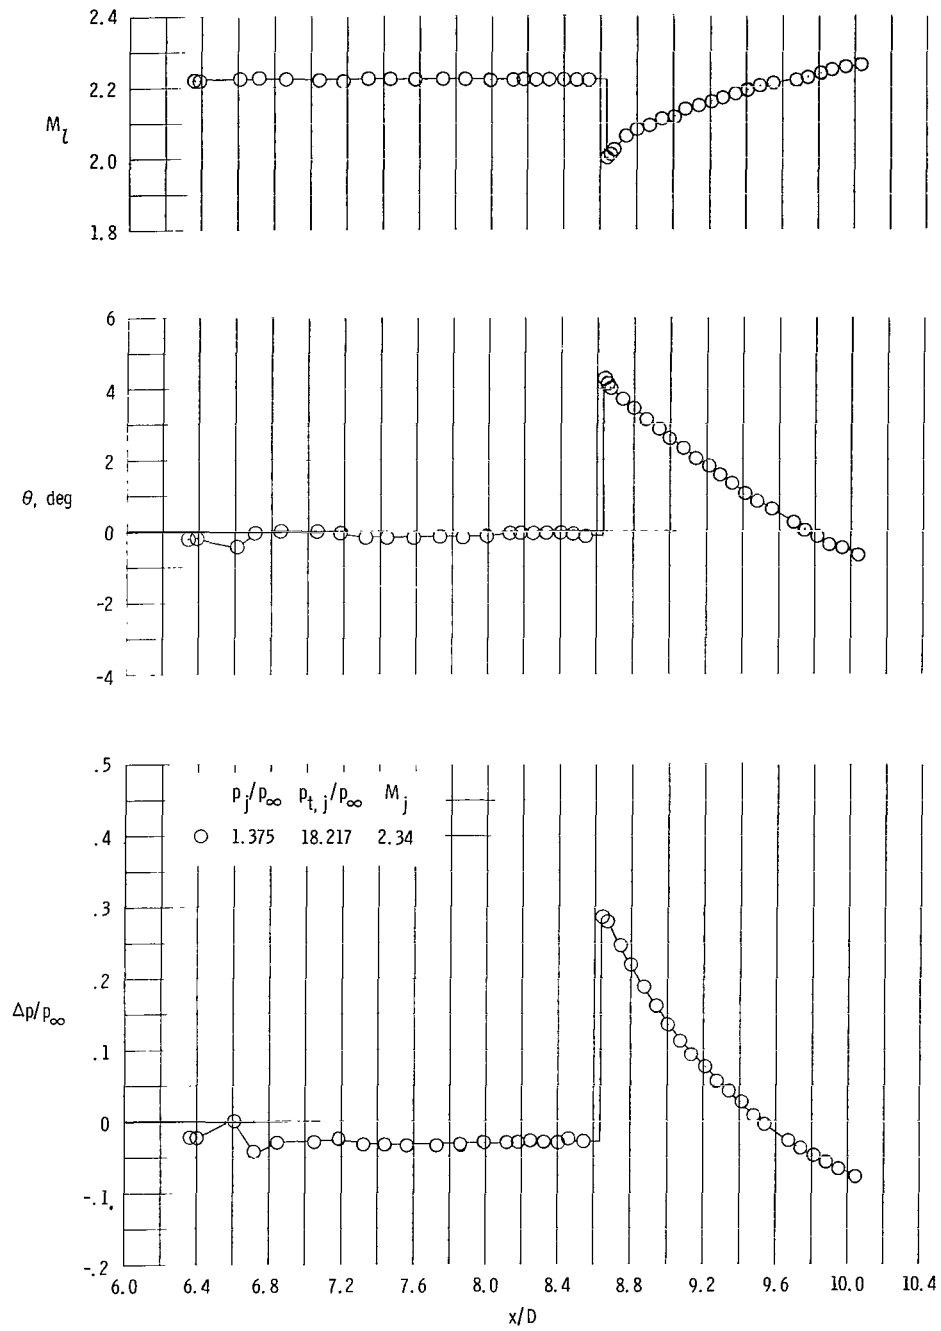 2.4
2.2
M_l
2.0
1.8
6
4
2
θ, deg
0
-2
-4
.5
p_j/p_∞ p_t,j/p_∞ M_j
.4
1.375 18.217 2.34
.3
.2
Δp/p_∞
.1
0
-.1
-.2
6.0 6.4 6.8 7.2 7.6 8.0 8.4 8.8 9.2 9.6 10.0 10.4
x/D